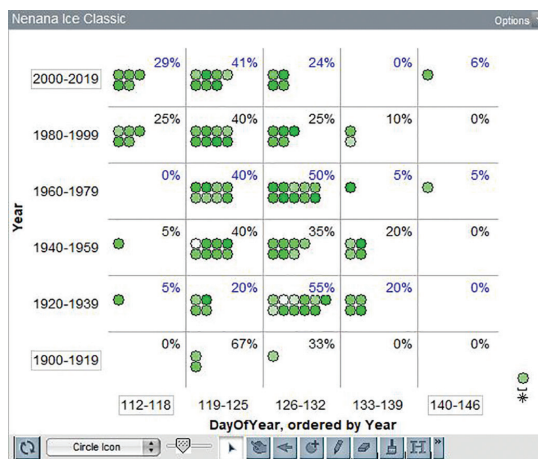 Nenana Ice Classic Options
29% 41% 24% 0% 6%
2000-2019
25% 40% 25% 10% 0%
1980-1999
0% 40% 50% 5% 5%
1960-1979
Year
5% 40% 35% 20% 0%
1940-1959
5% 20% 55% 20% 0%
1920-1939
0% 67% 33% 0% 0%
1900-1919
112-118 119-125 126-132 133-139 140-146
DayOfYear, ordered by Year
Circle Icon